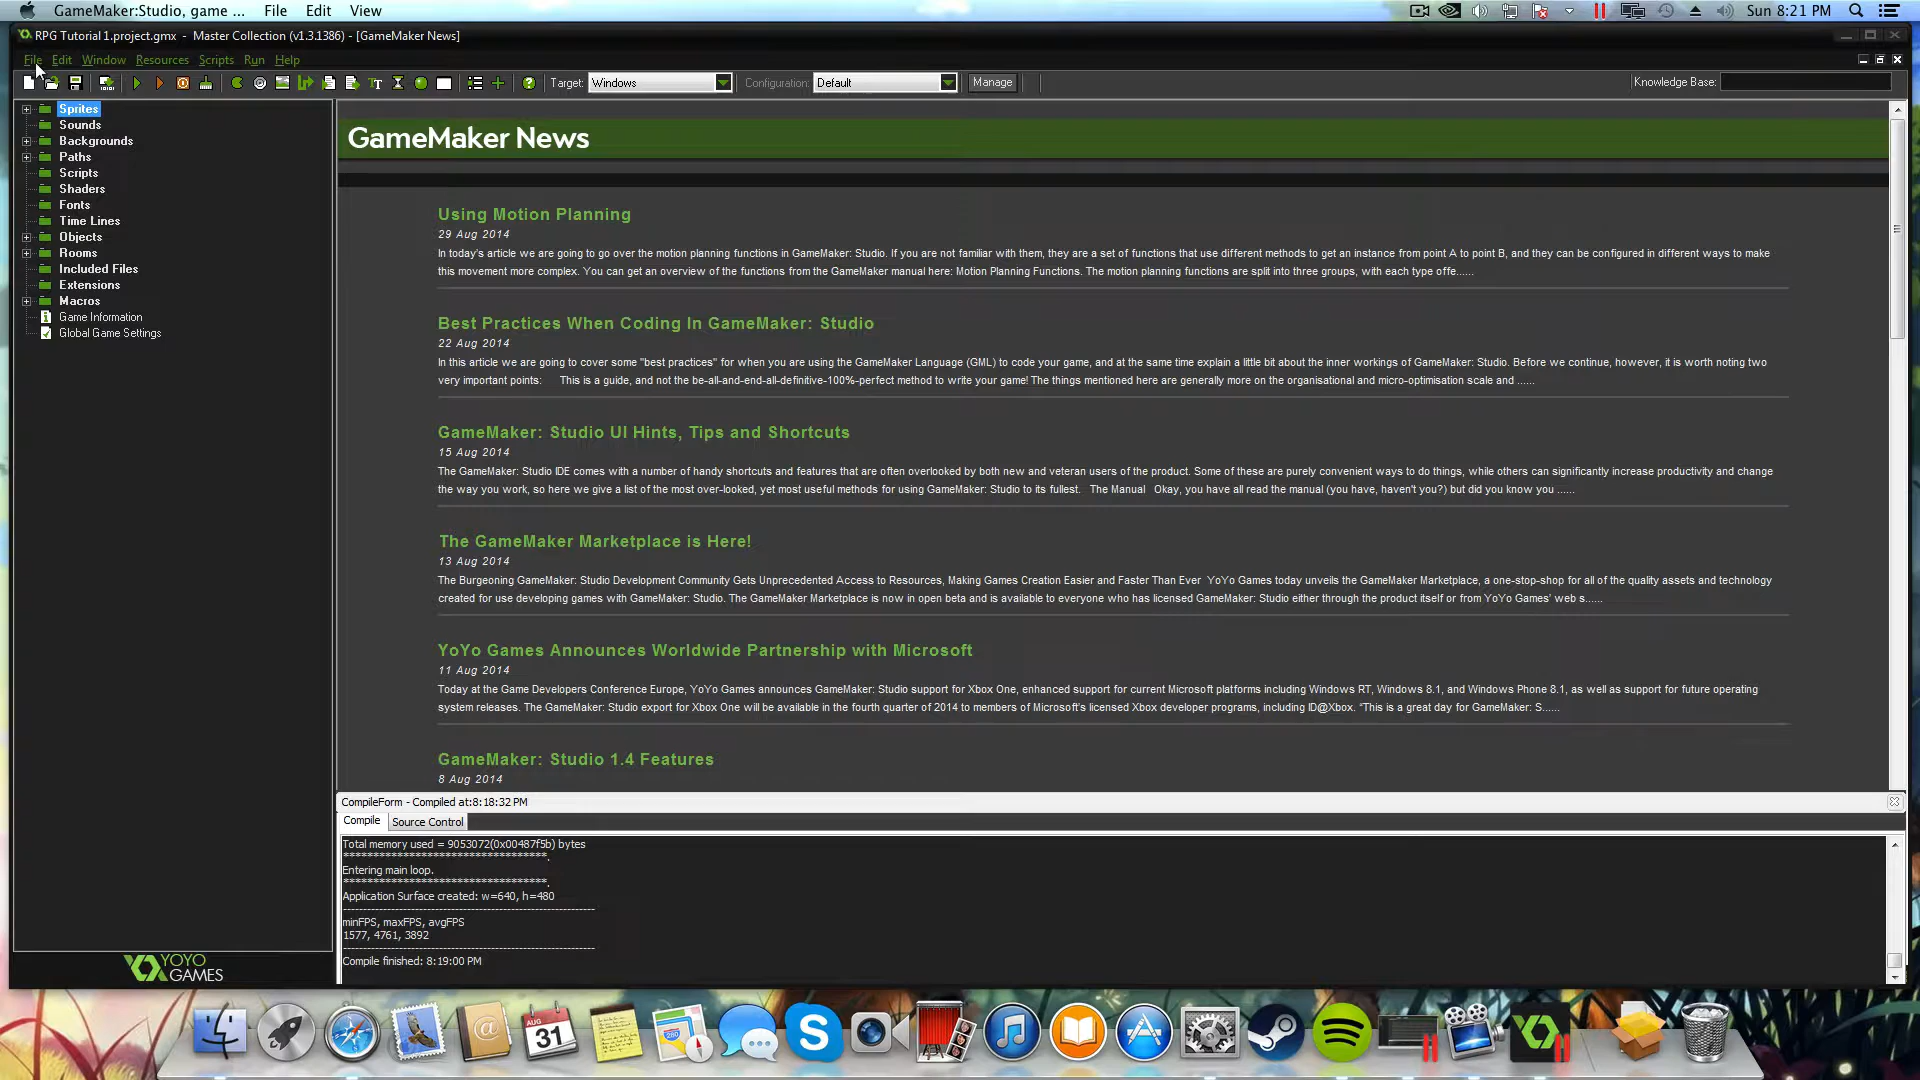 GameMaker:Studio, game ... File Edit View Sun 8:21 PM
RPG Tutorial 1.project.gmx - Master Collection (v1.3.1386) - [GameMaker News]
File Edit Window Resources Scripts Run Help
Target: Windows Configuration: Default Manage Knowledge Base:
Sprites
Sounds
Backgrounds
Paths
Scripts
Shaders
Fonts
Time Lines
Objects
Rooms
Included Files
Extensions
Macros
Game Information
Global Game Settings
YOYO
GAMES
GameMaker News
Using Motion Planning
29 Aug 2014
In today's article we are going to go over the motion planning functions in GameMaker: Studio. If you are not familiar with them, they are a set of functions that use different methods to get an instance from point A to point B, and they can be configured in different ways to make
this movement more complex. You can get an overview of the functions from the GameMaker manual here: Motion Planning Functions. The motion planning functions are split into three groups, with each type offe......
Best Practices When Coding In GameMaker: Studio
22 Aug 2014
In this article we are going to cover some "best practices" for when you are using the GameMaker Language (GML) to code your game, and at the same time explain a little bit about the inner workings of GameMaker: Studio. Before we continue, however, it is worth noting two
very important points: This is a guide, and not the be-all-and-end-all-definitive-100%-perfect method to write your game! The things mentioned here are generally more on the organisational and micro-optimisation scale and ......
GameMaker: Studio UI Hints, Tips and Shortcuts
15 Aug 2014
The GameMaker: Studio IDE comes with a number of handy shortcuts and features that are often overlooked by both new and veteran users of the product. Some of these are purely convenient ways to do things, while others can significantly increase productivity and change
the way you work, so here we give a list of the most over-looked, yet most useful methods for using GameMaker: Studio to its fullest. The Manual Okay, you have all read the manual (you have, haven't you?) but did you know you ......
The GameMaker Marketplace is Here!
13 Aug 2014
The Burgeoning GameMaker: Studio Development Community Gets Unprecedented Access to Resources, Making Games Creation Easier and Faster Than Ever YoYo Games today unveils the GameMaker Marketplace, a one-stop-shop for all of the quality assets and technology
created for use developing games with GameMaker: Studio. The GameMaker Marketplace is now in open beta and is available to everyone who has licensed GameMaker: Studio either through the product itself or from YoYo Games' web s......
YoYo Games Announces Worldwide Partnership with Microsoft
11 Aug 2014
Today at the Game Developers Conference Europe, YoYo Games announces GameMaker: Studio support for Xbox One, enhanced support for current Microsoft platforms including Windows RT, Windows 8.1, and Windows Phone 8.1, as well as support for future operating
system releases. The GameMaker: Studio export for Xbox One will be available in the fourth quarter of 2014 to members of Microsoft's licensed Xbox developer programs, including ID@Xbox. "This is a great day for GameMaker: S......
GameMaker: Studio 1.4 Features
8 Aug 2014
CompileForm - Compiled at:8:18:32 PM
Compile Source Control
Total memory used = 9053072(0x00487f5b) bytes
***********************************.
Entering main loop.
***********************************.
Application Surface created: w=640, h=480
---------------------------------------------------------------
minFPS, maxFPS, avgFPS
1577, 4761, 3892
---------------------------------------------------------------
Compile finished: 8:19:00 PM
AUG
31